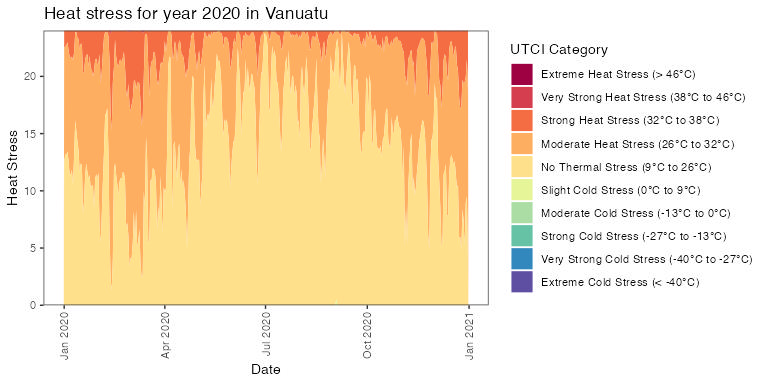 Heat stress for year 2020 in Vanuatu
Heat Stress
20
15
10
5
0
Jan 2020
Apr 2020
Jul 2020
Oct 2020
Jan 2021
Date
UTCI Category
Extreme Heat Stress (> 46°C)
Very Strong Heat Stress (38°C to 46°C)
Strong Heat Stress (32°C to 38°C)
Moderate Heat Stress (26°C to 32°C)
No Thermal Stress (9°C to 26°C)
Slight Cold Stress (0°C to 9°C)
Moderate Cold Stress (-13°C to 0°C)
Strong Cold Stress (-27°C to -13°C)
Very Strong Cold Stress (-40°C to -27°C)
Extreme Cold Stress (< -40°C)